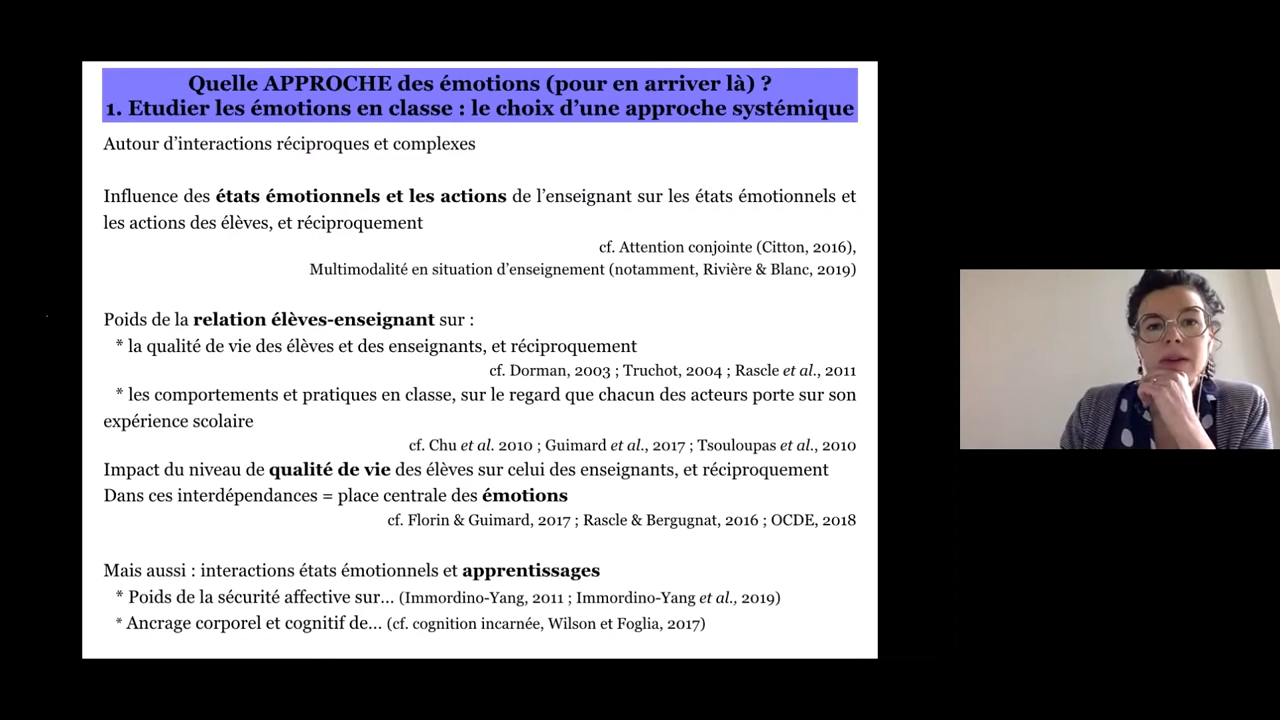 Quelle APPROCHE des émotions (pour en arriver là) ?
1. Etudier les émotions en classe : le choix d’une approche systémique
Autour d’interactions réciproques et complexes
Influence des états émotionnels et les actions de l’enseignant sur les états émotionnels et
les actions des élèves, et réciproquement
cf. Attention conjointe (Citton, 2016),
Multimodalité en situation d’enseignement (notamment, Rivière & Blanc, 2019)
Poids de la relation élèves-enseignant sur :
* la qualité de vie des élèves et des enseignants, et réciproquement
cf. Dorman, 2003 ; Truchot, 2004 ; Rascle et al., 2011
* les comportements et pratiques en classe, sur le regard que chacun des acteurs porte sur son
expérience scolaire
cf. Chu et al. 2010 ; Guimard et al., 2017 ; Tsouloupas et al., 2010
Impact du niveau de qualité de vie des élèves sur celui des enseignants, et réciproquement
Dans ces interdépendances = place centrale des émotions
cf. Florin & Guimard, 2017 ; Rascle & Bergugnat, 2016 ; OCDE, 2018
Mais aussi : interactions états émotionnels et apprentissages
* Poids de la sécurité affective sur… (Immordino-Yang, 2011 ; Immordino-Yang et al., 2019)
* Ancrage corporel et cognitif de… (cf. cognition incarnée, Wilson et Foglia, 2017)